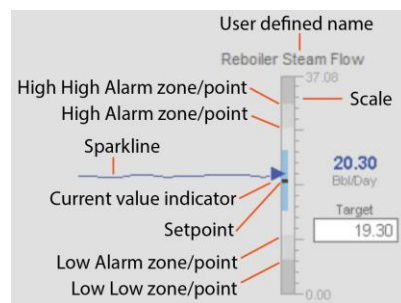 User defined name
Reboiler Steam Flow
37.08
High High Alarm zone/point
Scale
High Alarm zone/point
Sparkline
20.30
Bbl/Day
Current value indicator
Target
Setpoint
19.30
Low Alarm zone/point
Low Low zone/point
0.00